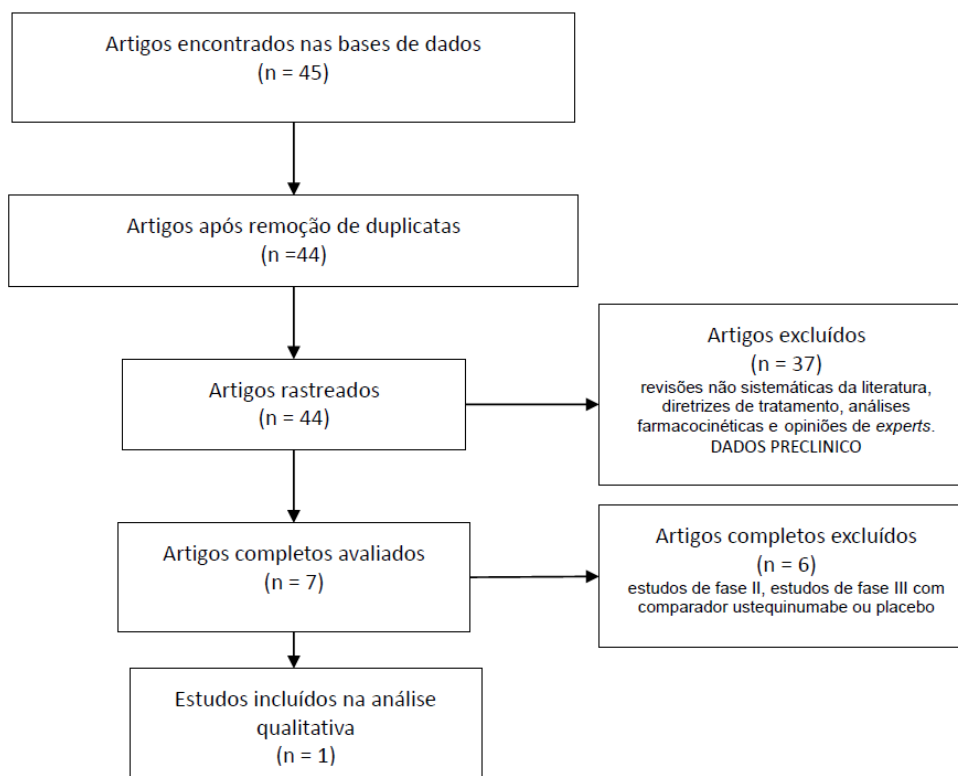 Artigos encontrados nas bases de dados
(n = 45)
Artigos após remoção de duplicatas
(n =44)
Artigos rastreados
(n = 44)
Artigos excluídos
(n = 37)
revisões não sistemáticas da literatura,
diretrizes de tratamento, análises
farmacocinéticas e opiniões de experts.
DADOS PRECLINICO
Artigos completos avaliados
(n = 7)
Artigos completos excluídos
(n = 6)
estudos de fase II, estudos de fase III com
comparador ustequinumabe ou placebo
Estudos incluídos na análise
qualitativa
(n = 1)